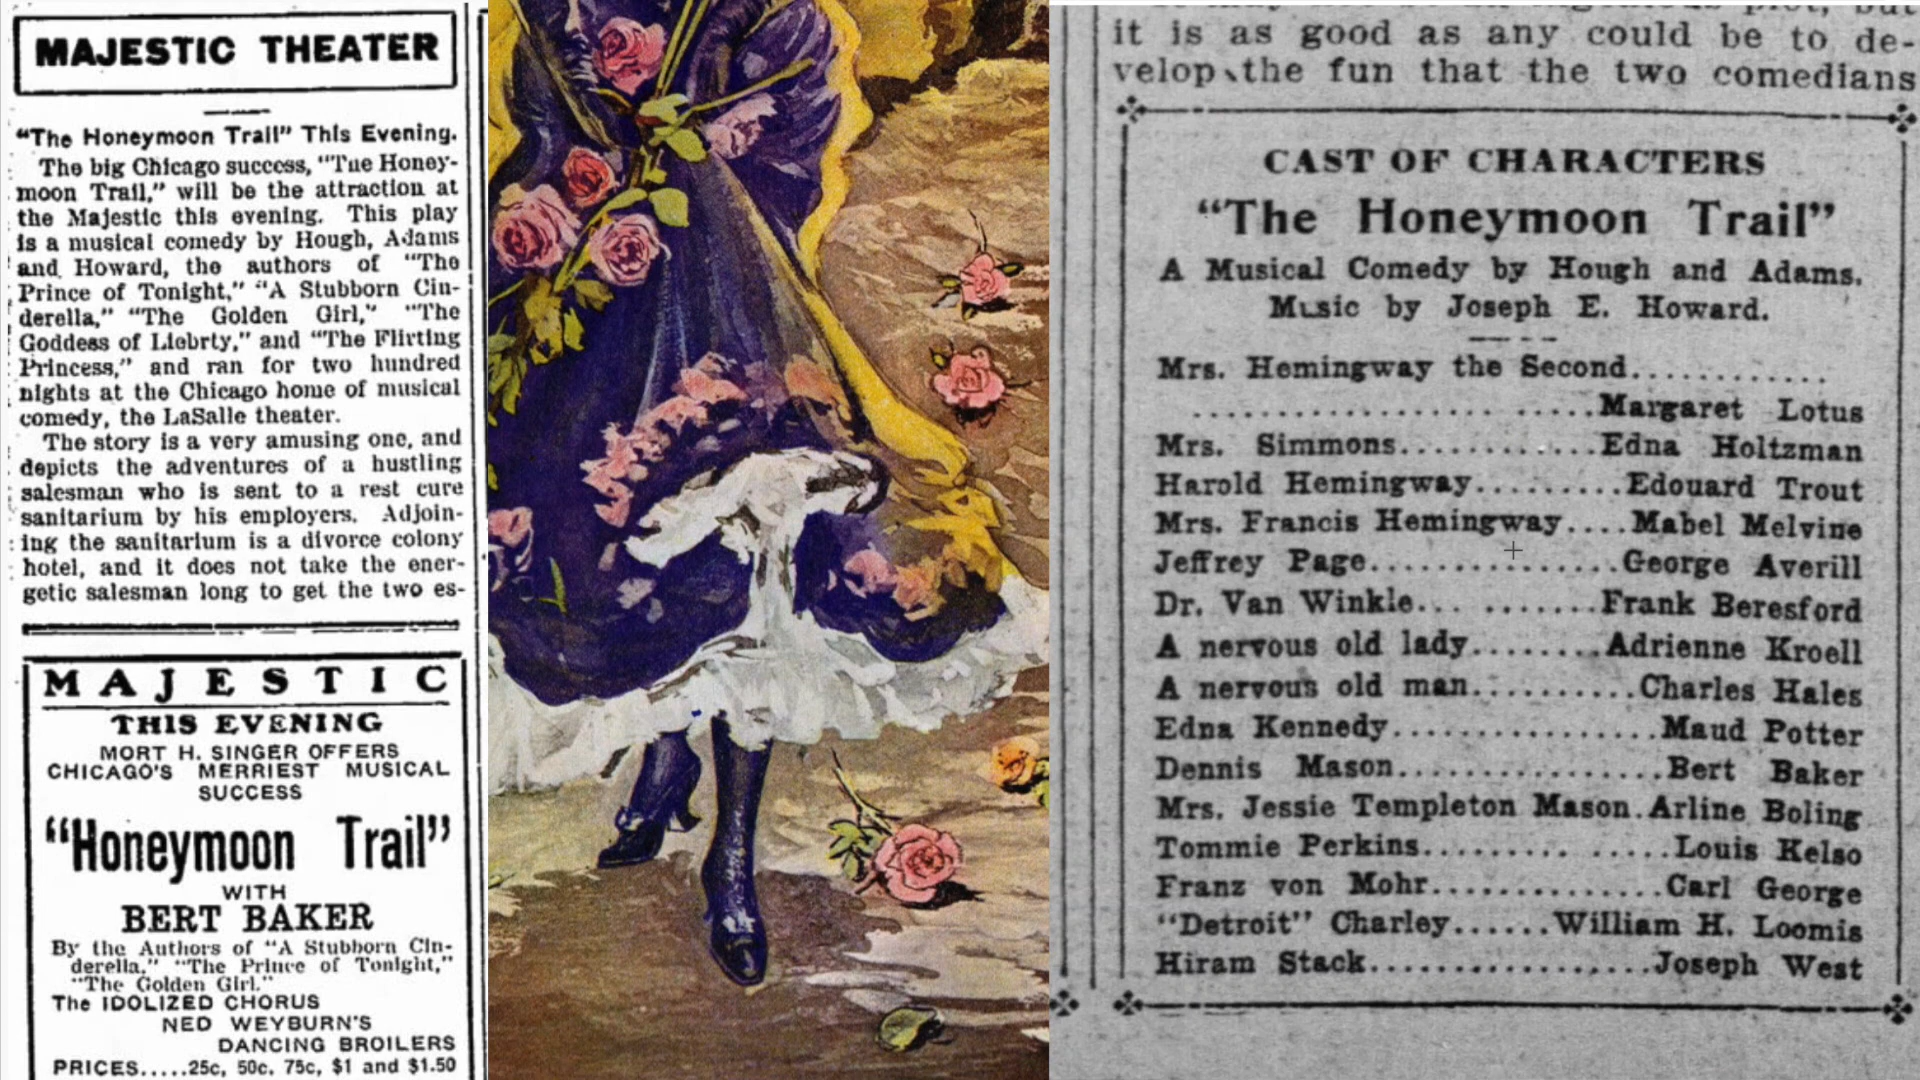 MAJESTIC THEATER
"The Honeymoon Trail" This Evening.
The big Chicago success, "Tne Honey-
moon Trail," will be the attraction at
the Majestic this evening. This play
is a musical comedy by Hough, Adams
and Howard, the authors of "The
Prince of Tonight," "A Stubborn Cin-
derella," "The Golden Girl," "The
Goddess of Liebrty," and "The Flirting
Princess," and ran for two hundred
nights at the Chicago home of musical
comedy, the LaSalle theater.
The story is a very amusing one, and
depicts the adventures of a hustling
salesman who is sent to a rest cure
sanitarium by his employers. Adjoin-
ing the sanitarium is a divorce colony
hotel, and it does not take the ener-
getic salesman long to get the two es-
MAJESTIC
THIS EVENING
MORT H. SINGER OFFERS
CHICAGO'S MERRIEST MUSICAL
SUCCESS
"Honeymoon Trail"
WITH
BERT BAKER
By the Authors of "A Stubborn Cin-
derella," "The Prince of Tonight,"
"The Golden Girl."
The IDOLIZED CHORUS
NED WEYBURN'S
DANCING BROILERS
PRICES.....25c, 50c, 75c, $1 and $1.50
plot, but
it is as good as any could be to de-
velop the fun that the two comedians
CAST OF CHARACTERS
"The Honeymoon Trail"
A Musical Comedy by Hough and Adams.
Music by Joseph E. Howard.
Mrs. Hemingway the Second............
........................Margaret Lotus
Mrs. Simmons............Edna Holtzman
Harold Hemingway.........Edouard Trout
Mrs. Francis Hemingway....Mabel Melvine
Jeffrey Page...............George Averill
Dr. Van Winkle... .......Frank Beresford
A nervous old lady........Adrienne Kroell
A nervous old man..........Charles Hales
Edna Kennedy................Maud Potter
Dennis Mason................Bert Baker
Mrs. Jessie Templeton Mason.Arline Boling
Tommie Perkins......... .....Louis Kelso
Franz von Mohr..............Carl George
"Detroit" Charley......William H. Loomis
Hiram Stack.................Joseph West